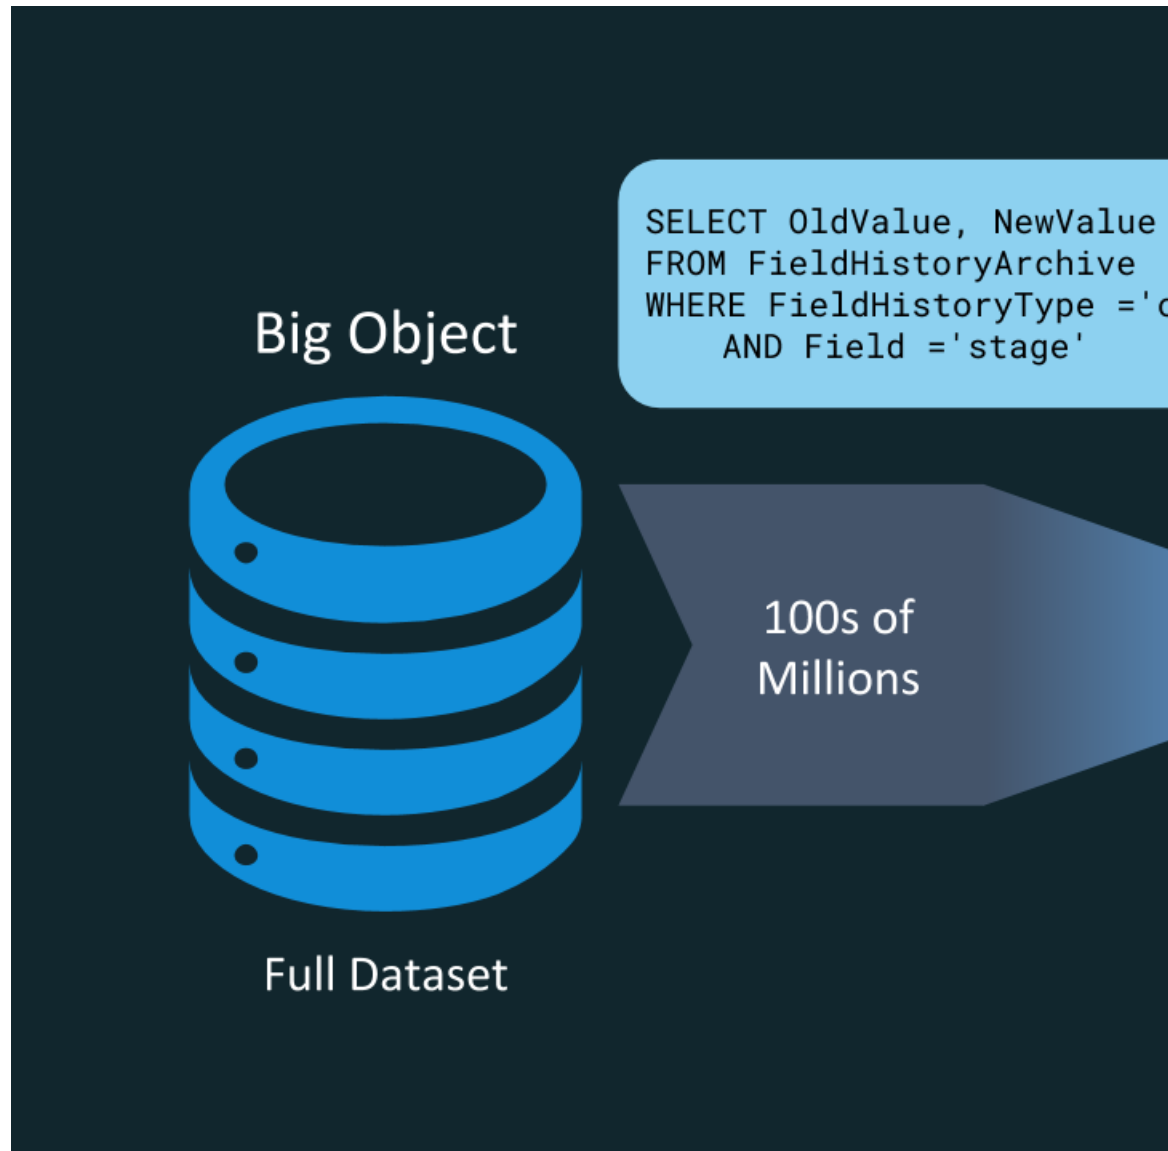 Big Object
SELECT OldValue, NewValue
FROM FieldHistoryArchive
WHERE FieldHistoryType ='
AND Field ='stage'
100s of
Millions
Full Dataset